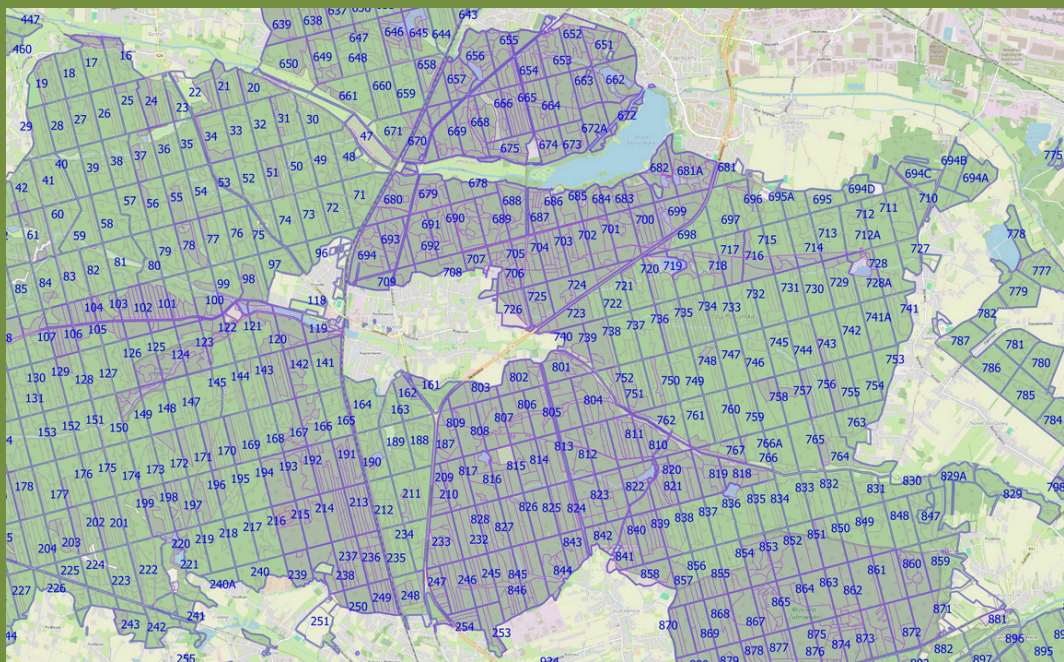 447 639 638 637 643
460 17 16 647 646 645 644 655 652 651
19 18 650 649 648 658 656 653
25 24 22 21 20 661 660 659 657 654 663 662
28 27 26 23 666 665 664 672
29 34 33 32 31 30 47 671 670 669 668 672A
40 39 38 37 36 35 50 49 48 675 674 673 694B 775
42 41 54 53 52 51 680 679 678 682 681A 681 694C 694A
60 58 57 56 55 73 72 71 688 686 685 684 683 696 695A 695 694D 710
61 59 77 76 75 74 691 690 689 687 700 699 697 712 711
79 78 96 694 693 692 705 704 703 702 701 698 715 713 712A 778
85 84 83 82 81 80 97 707 706 720 719 718 717 716 714 728 727
99 98 709 708 724 721 731 730 729 728A 777
104 103 102 101 100 118 726 725 723 722 734 733 732 741A 741 779
107 106 105 122 121 119 738 737 736 735 742 782
126 125 124 123 120 740 739 745 744 743 787 781
130 129 128 127 143 142 141 801 748 747 746 753 786 780
131 145 144 162 161 803 802 752 751 750 749 758 757 756 755 754 785
153 152 151 150 149 148 147 164 163 807 806 805 804 762 761 760 759 763 784
170 169 168 167 166 165 189 188 187 809 808 813 811 810 766A 765
178 176 175 174 173 172 171 193 192 191 190 817 815 814 812 820 767 766 764
177 196 195 194 209 816 822 821 819 818 829A
199 198 197 214 213 212 211 210 826 825 824 823 836 835 834 833 832 831 830 829
202 201 217 216 215 828 827 839 838 837 849 848 847
204 203 220 219 218 234 233 232 843 842 840 853 852 851 850
225 224 221 237 236 235 841 856 855 854 861 860 859
227 226 223 222 240A 240 239 238 247 246 245 845 844 858 857 864 863 862
241 250 249 248 846 868 867 865 871
243 242 251 254 253 870 869 875 874 873 872 881
255 878 877 876 882 896
897 895